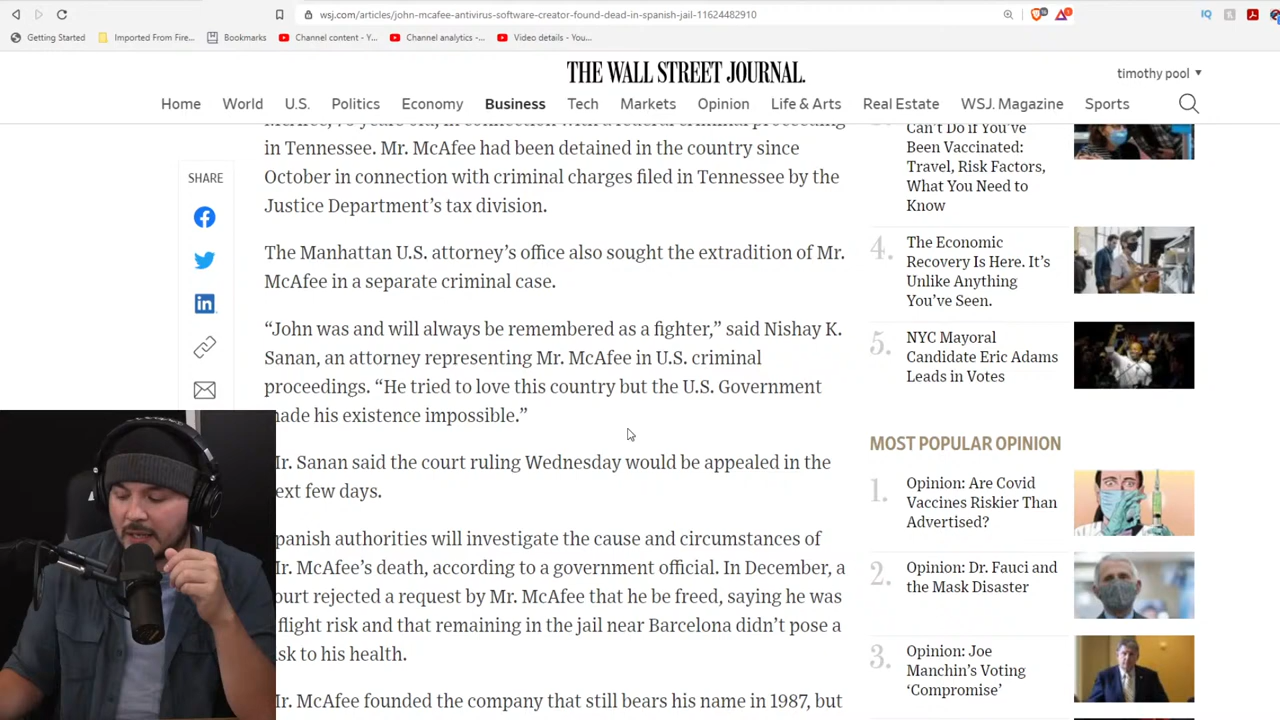 wsj.com/articles/john-mcafee-antivirus-software-creator-found-dead-in-spanish-jail-11624482910
Getting Started
Imported From Fire...
Bookmarks
Channel content - Y...
Channel analytics -...
Video details - You...
THE WALL STREET JOURNAL.
timothy pool
Home World U.S. Politics Economy Business Tech Markets Opinion Life & Arts Real Estate WSJ. Magazine Sports
SHARE
McAfee, 75 years old, in connection with a federal criminal proceeding
in Tennessee. Mr. McAfee had been detained in the country since
October in connection with criminal charges filed in Tennessee by the
Justice Department’s tax division.
The Manhattan U.S. attorney’s office also sought the extradition of Mr.
McAfee in a separate criminal case.
“John was and will always be remembered as a fighter,” said Nishay K.
Sanan, an attorney representing Mr. McAfee in U.S. criminal
proceedings. “He tried to love this country but the U.S. Government
made his existence impossible.”
Mr. Sanan said the court ruling Wednesday would be appealed in the
next few days.
Spanish authorities will investigate the cause and circumstances of
Mr. McAfee’s death, according to a government official. In December, a
court rejected a request by Mr. McAfee that he be freed, saying he was
flight risk and that remaining in the jail near Barcelona didn’t pose a
risk to his health.
Mr. McAfee founded the company that still bears his name in 1987, but
Can’t Do if You’ve
Been Vaccinated:
Travel, Risk Factors,
What You Need to
Know
4. The Economic
Recovery Is Here. It’s
Unlike Anything
You’ve Seen.
5. NYC Mayoral
Candidate Eric Adams
Leads in Votes
MOST POPULAR OPINION
1. Opinion: Are Covid
Vaccines Riskier Than
Advertised?
2. Opinion: Dr. Fauci and
the Mask Disaster
3. Opinion: Joe
Manchin’s Voting
‘Compromise’